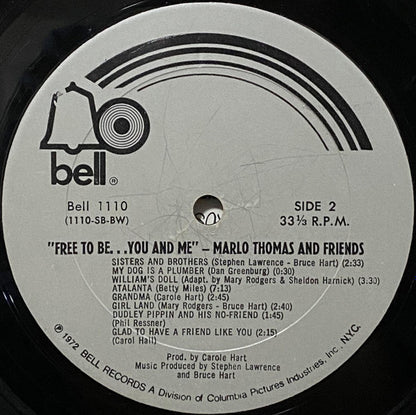 bell®
Bell 1110
(1110-SB-BW)
SIDE 2
33⅓ R.P.M.
"FREE TO BE...YOU AND ME" – MARLO THOMAS AND FRIENDS
SISTERS AND BROTHERS (Stephen Lawrence - Bruce Hart) (2:33)
MY DOG IS A PLUMBER (Dan Greenburg) (0:30)
WILLIAM'S DOLL (Adapt. by Mary Rodgers & Sheldon Harnick) (3:30)
ATALANTA (Betty Miles) (7:13)
GRANDMA (Carole Hart) (2:45)
GIRL LAND (Mary Rodgers - Bruce Hart) (2:40)
DUDLEY PIPPIN AND HIS NO-FRIEND (1:45)
(Phil Ressner)
GLAD TO HAVE A FRIEND LIKE YOU (2:15)
(Carol Hall)
Prod. by Carole Hart
Music Produced by Stephen Lawrence
and Bruce Hart
℗ 1972 BELL RECORDS A Division of Columbia Pictures Industries, Inc. N.Y.C.